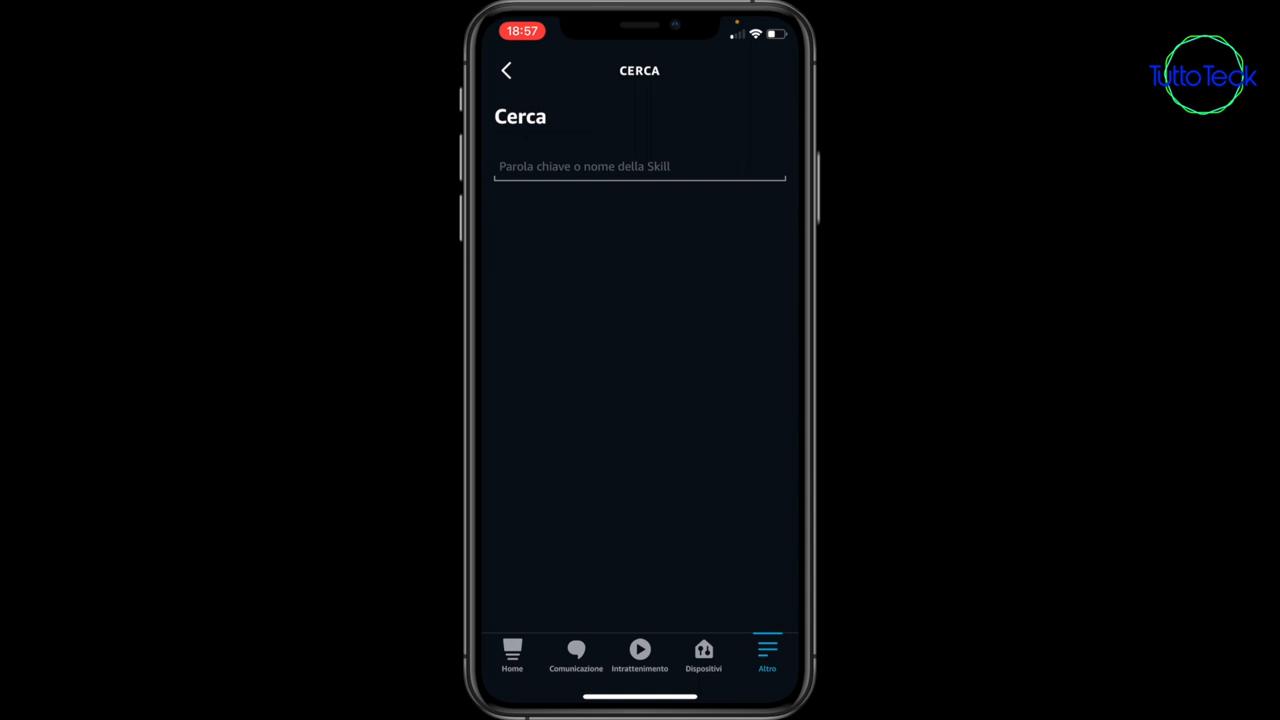 18:57
TuttoTeck
CERCA
Cerca
Parola chiave o nome della Skill
Home
Comunicazione
Intrattenimento
Dispositivi
Altro